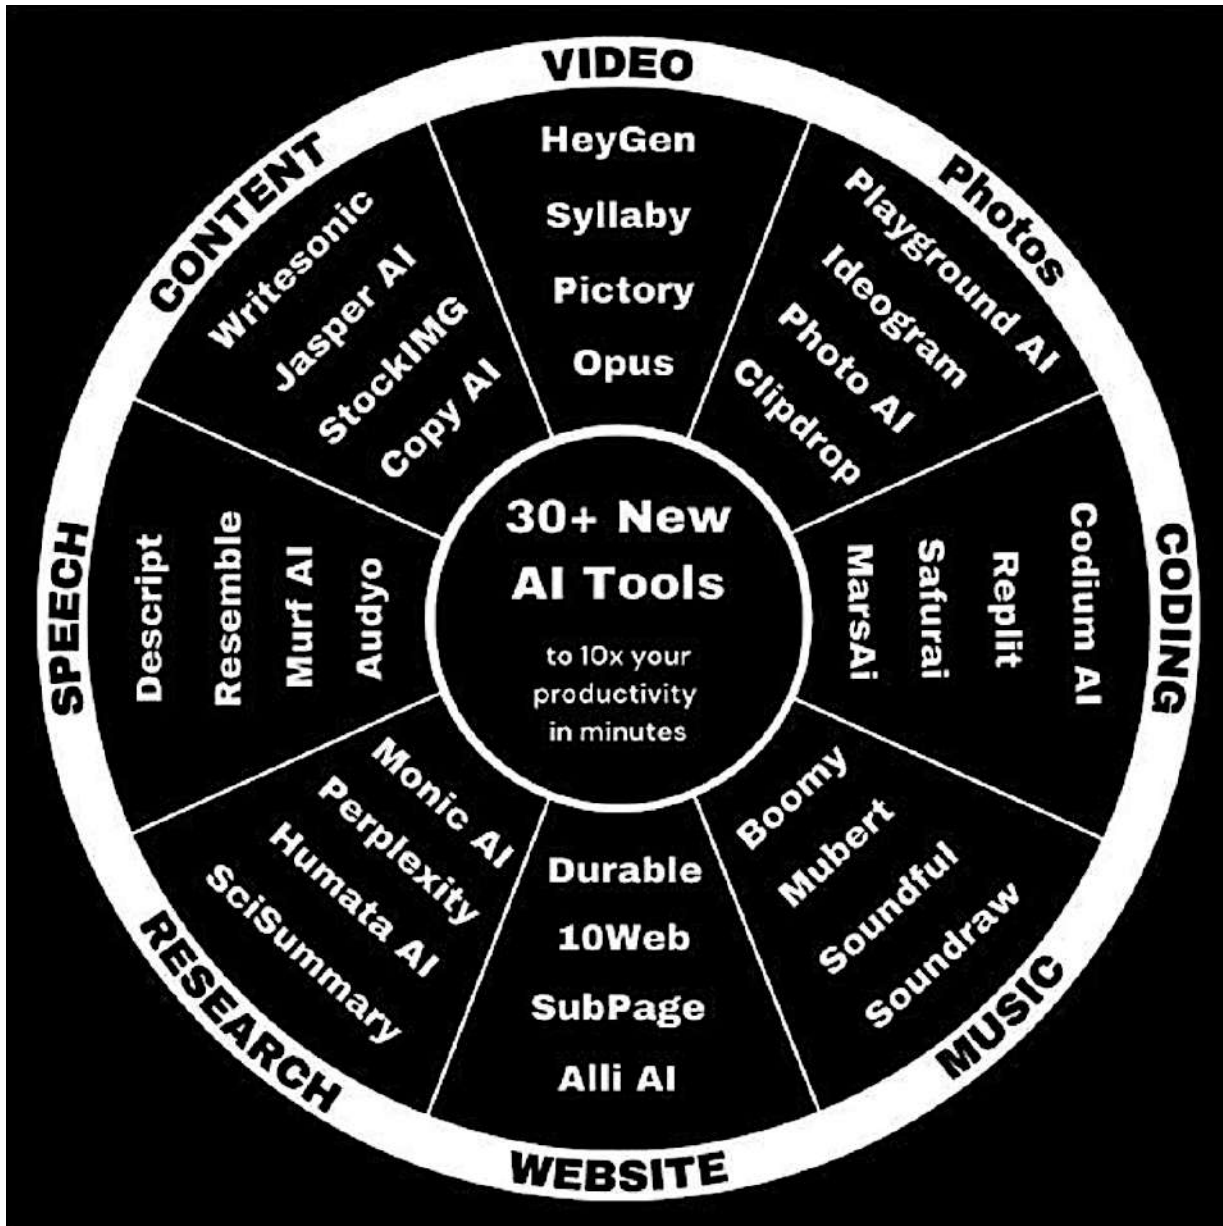 VIDEO
HeyGen
Syllaby
Pictory
Opus
Photos
Playground AI
Ideogram
Photo AI
Clipdrop
CODING
Codium AI
Replit
Safurai
MarsAi
MUSIC
Boomy
Mubert
Soundful
Soundraw
WEBSITE
Durable
10Web
SubPage
Alli AI
RESEARCH
Monic AI
Perplexity
Humata AI
SciSummary
SPEECH
Descript
Resemble
Murf AI
Audyo
CONTENT
Writesonic
Jasper AI
StockIMG
Copy AI
30+ New
AI Tools
to 10x your
productivity
in minutes